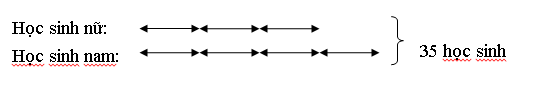 Học sinh nữ:
Học sinh nam:
35 học sinh